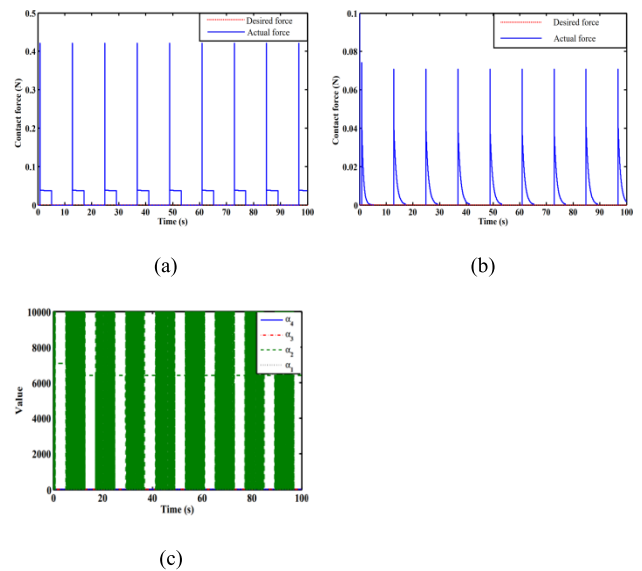 Desired force
Actual force
Contact force (N)
0.5
0.4
0.3
0.2
0.1
0
0 10 20 30 40 50 60 70 80 90 100
Time (s)
(a)
Desired force
Actual force
Contact force (N)
0.1
0.08
0.06
0.04
0.02
0
0 10 20 30 40 50 60 70 80 90 100
Time (s)
(b)
α4
α3
α2
α1
Value
10000
8000
6000
4000
2000
0
0 20 40 60 80 100
Time (s)
(c)